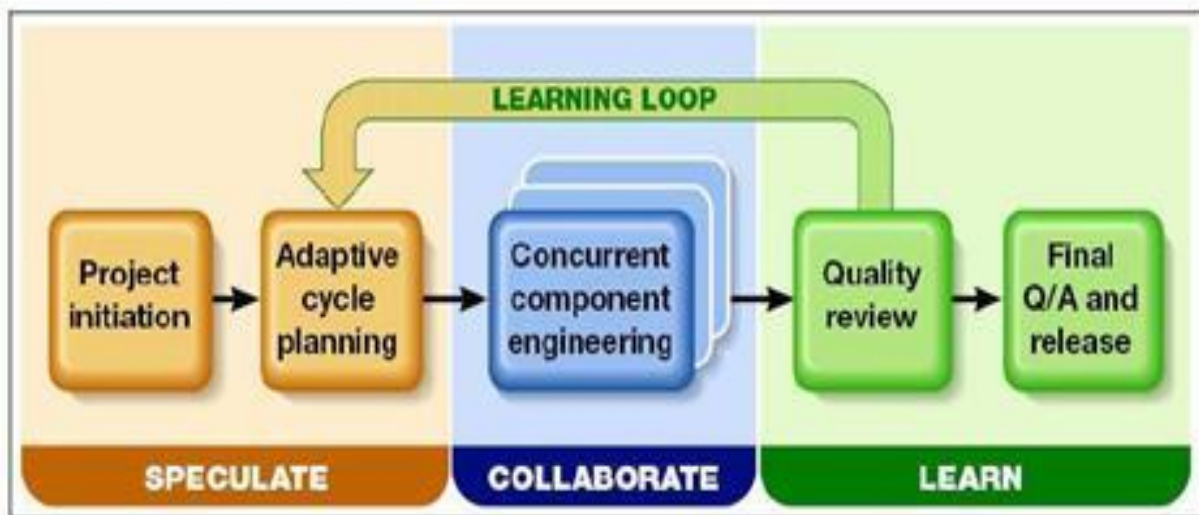 LEARNING LOOP
Project
initiation
Adaptive
cycle
planning
Concurrent
component
engineering
Quality
review
Final
Q/A and
release
SPECULATE
COLLABORATE
LEARN